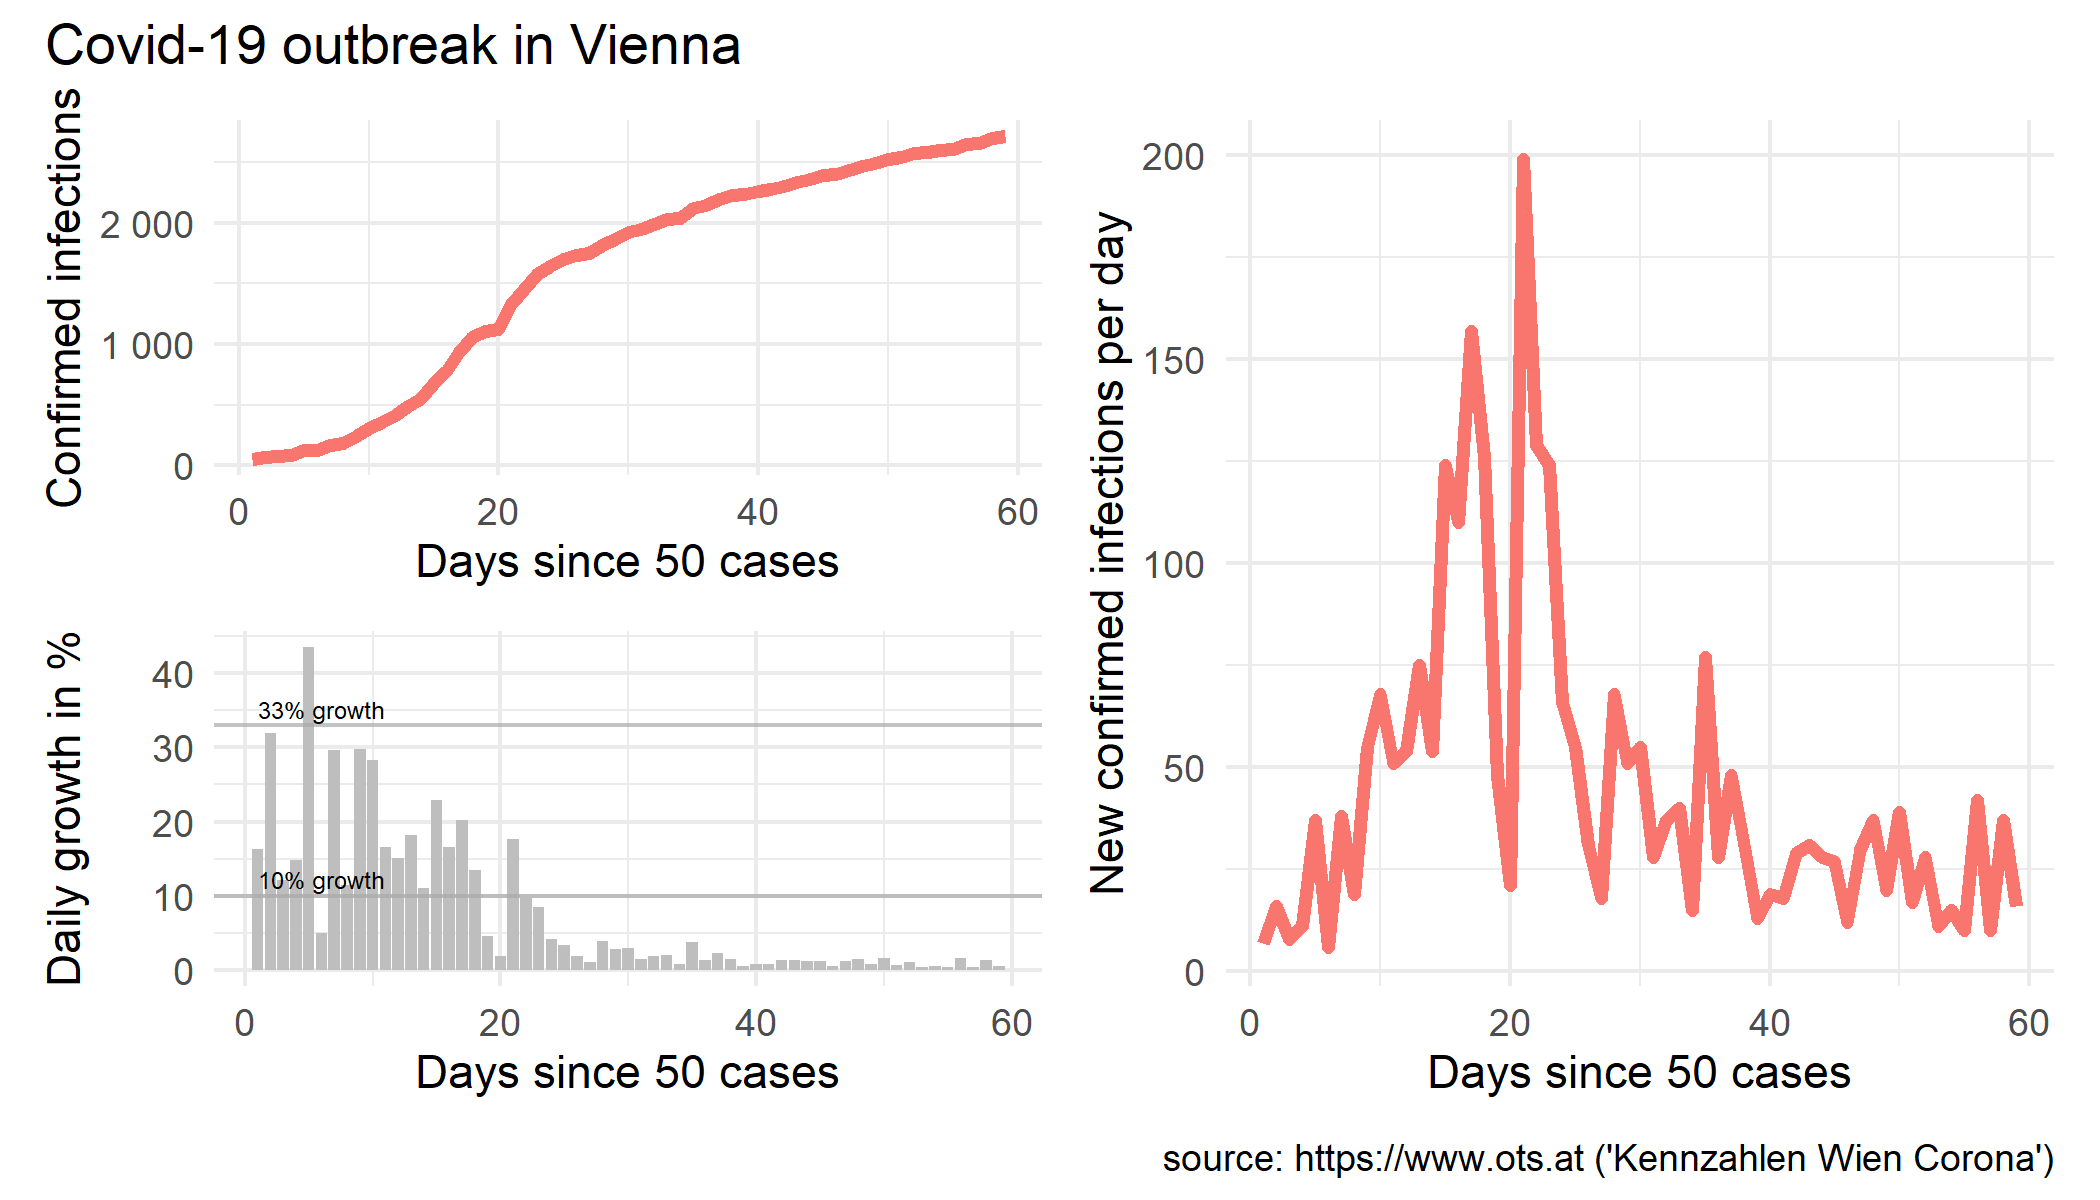 Covid-19 outbreak in Vienna
Confirmed infections
2 000
1 000
0
0 20 40 60
Days since 50 cases
Daily growth in %
40
30
20
10
0
33% growth
10% growth
0 20 40 60
Days since 50 cases
New confirmed infections per day
200
150
100
50
0
0 20 40 60
Days since 50 cases
source: https://www.ots.at ('Kennzahlen Wien Corona')